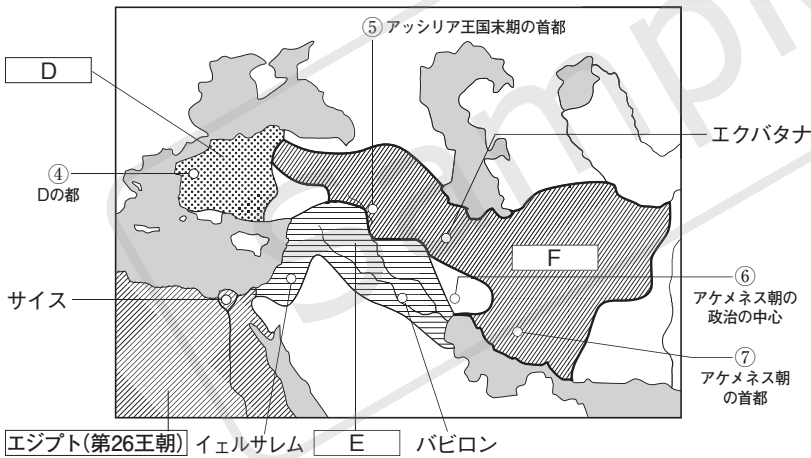 ⑤ アッシリア王国末期の首都
D
エクバタナ
④
Dの都
F
⑥
アケメネス朝の
政治の中心
サイス
⑦
アケメネス朝
の首都
エジプト(第26王朝) イェルサレム E バビロン
sample